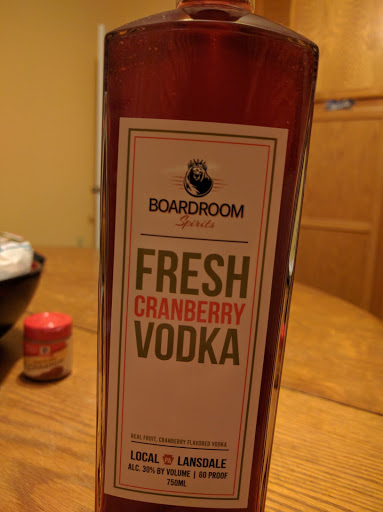 BOARDROOM
Spirits
FRESH
CRANBERRY
VODKA
REAL FRUIT, CRANBERRY FLAVORED VODKA
LOCAL PA LANSDALE
ALC. 30% BY VOLUME | 60 PROOF
750ML